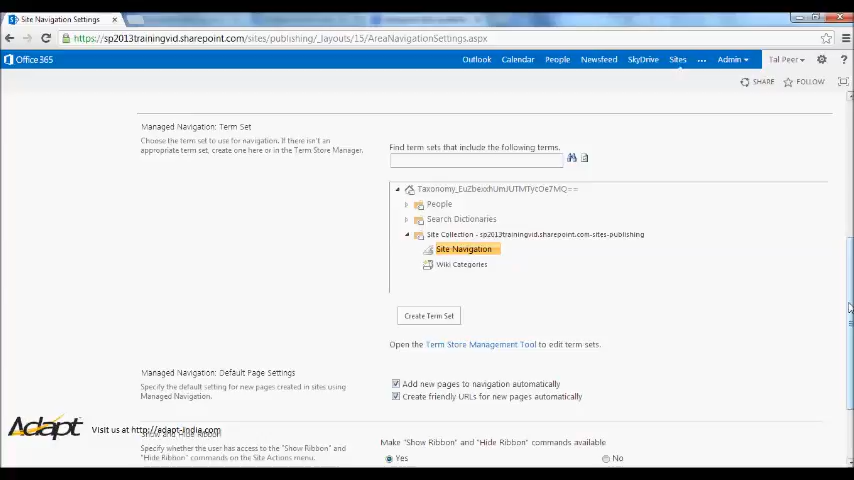 Site Navigation Settings
https://sp2013trainingvid.sharepoint.com/sites/publishing/_layouts/15/AreaNavigationSettings.aspx
Office 365
Outlook Calendar People Newsfeed SkyDrive Sites ... Admin Tal Peer ?
SHARE FOLLOW
Managed Navigation: Term Set
Choose the term set to use for navigation. If there isn't an
appropriate term set, create one here or in the Term Store Manager.
Find term sets that include the following terms.
People
Search Dictionaries
Site Collection - sp2013trainingvid.sharepoint.com-sites-publishing
Site Navigation
Wiki Categories
Create Term Set
Open the Term Store Management Tool to edit term sets.
Managed Navigation: Default Page Settings
Specify the default setting for new pages created in sites using
Managed Navigation.
Add new pages to navigation automatically
Create friendly URLs for new pages automatically
Adapt
Visit us at http://adapt-india.com
Show and Hide Ribbon
Specify whether the user has access to the "Show Ribbon" and
"Hide Ribbon" commands on the Site Actions menu.
Make "Show Ribbon" and "Hide Ribbon" commands available
Yes
No